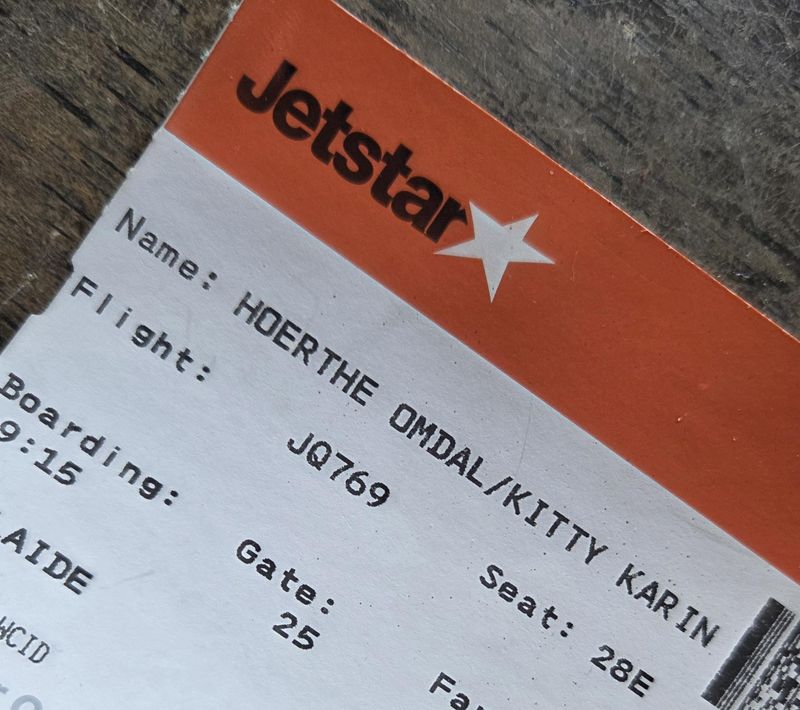 Jetstar
Name: HOERTHE OMDAL/KITTY KARIN
Flight: JQ769 Seat: 28E
Boarding: Gate:
9:15 25
AIDE